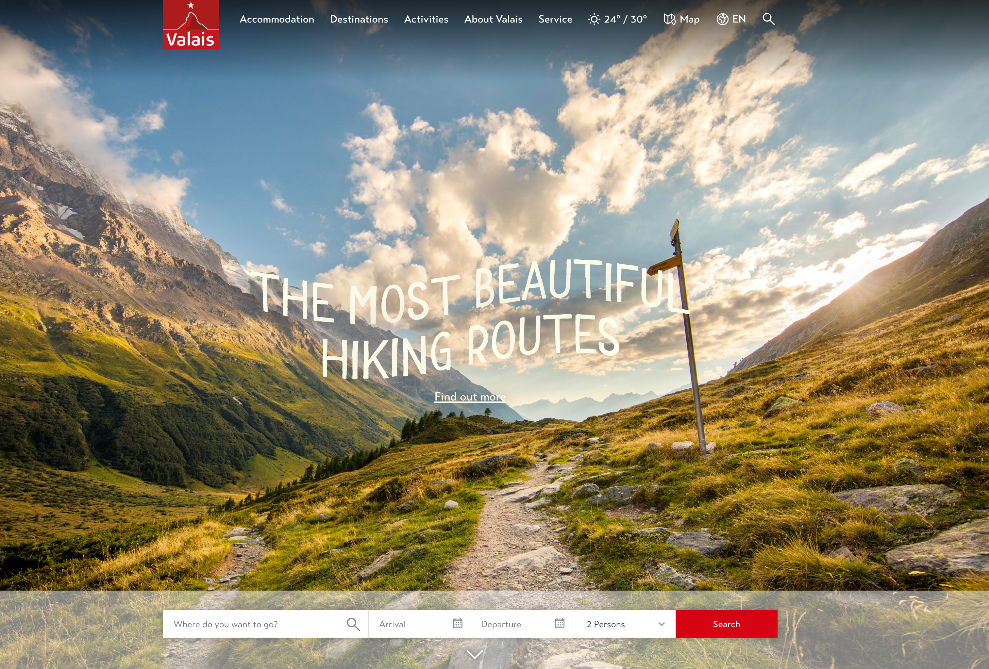 Valais
Accommodation Destinations Activities About Valais Service 24° / 30° Map EN
THE MOST BEAUTIFUL
HIKING ROUTES
Find out more
Where do you want to go? Arrival Departure 2 Persons Search